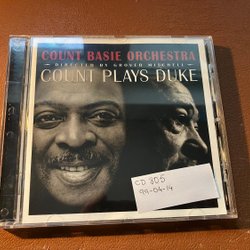 COUNT BASIE ORCHESTRA
DIRECTED BY GROVER MITCHELL
COUNT PLAYS DUKE
CD 305
99-04-14